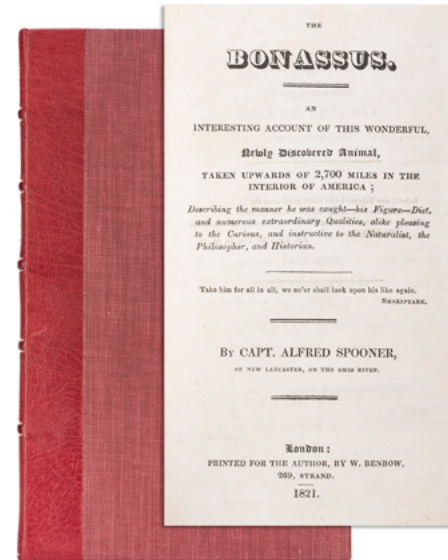 THE
BONASSUS.
AN
INTERESTING ACCOUNT OF THIS WONDERFUL,
Newly Discovered Animal,
TAKEN UPWARDS OF 2,700 MILES IN THE
INTERIOR OF AMERICA ;
Describing the manner he was caught—his Figure—Diet,
and numerous extraordinary Qualities, alike pleasing
to the Curious, and instructive to the Naturalist, the
Philosopher, and Historian.
Take him for all in all, we ne'er shall look upon his like again.
SHAKSPEARE.
BY CAPT. ALFRED SPOONER,
OF NEW LANCASTER, ON THE OHIO RIVER.
London:
PRINTED FOR THE AUTHOR, BY W. BENBOW,
269, STRAND.
1821.